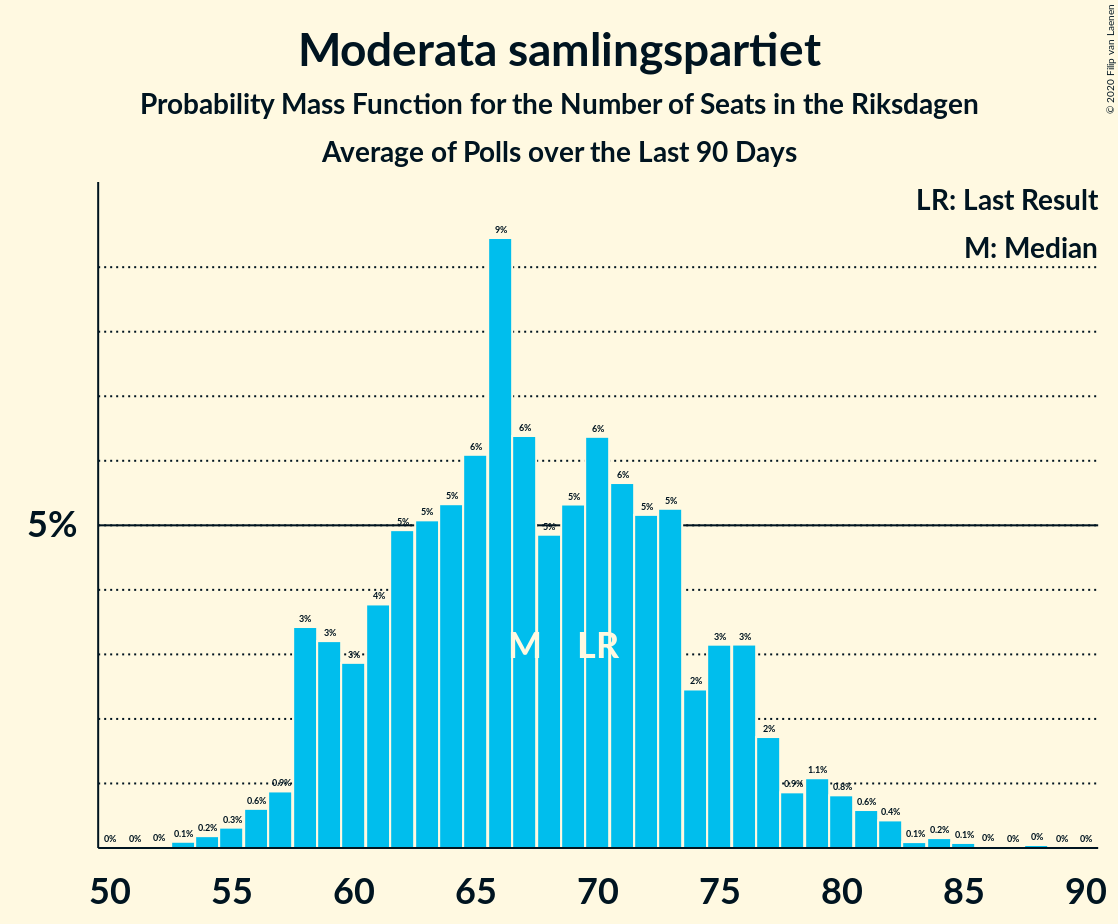 Moderata samlingspartiet
Probability Mass Function for the Number of Seats in the Riksdagen
Average of Polls over the Last 90 Days
© 2020 Filip van Laenen
LR: Last Result
M: Median
5%
0% 0% 0% 0.1% 0.2% 0.3% 0.6% 0.9% 3% 3% 3% 4% 5% 5% 5% 6% 9% 6% 5% 5% 6% 6% 5% 5% 2% 3% 3% 2% 0.9% 1.1% 0.8% 0.6% 0.4% 0.1% 0.2% 0.1% 0% 0% 0% 0% 0%
M LR
50 55 60 65 70 75 80 85 90